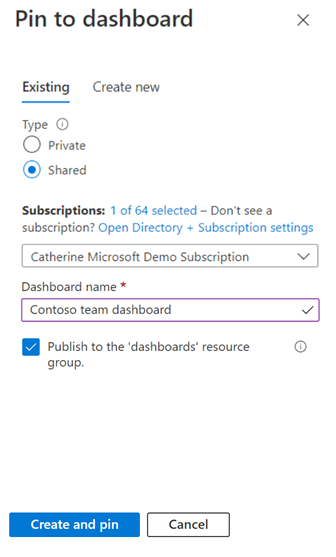 Pin to dashboard
Existing Create new
Type
Private
Shared
Subscriptions: 1 of 64 selected – Don't see a
subscription? Open Directory + Subscription settings
Catherine Microsoft Demo Subscription
Dashboard name *
Contoso team dashboard
Publish to the 'dashboards' resource
group.
Create and pin Cancel